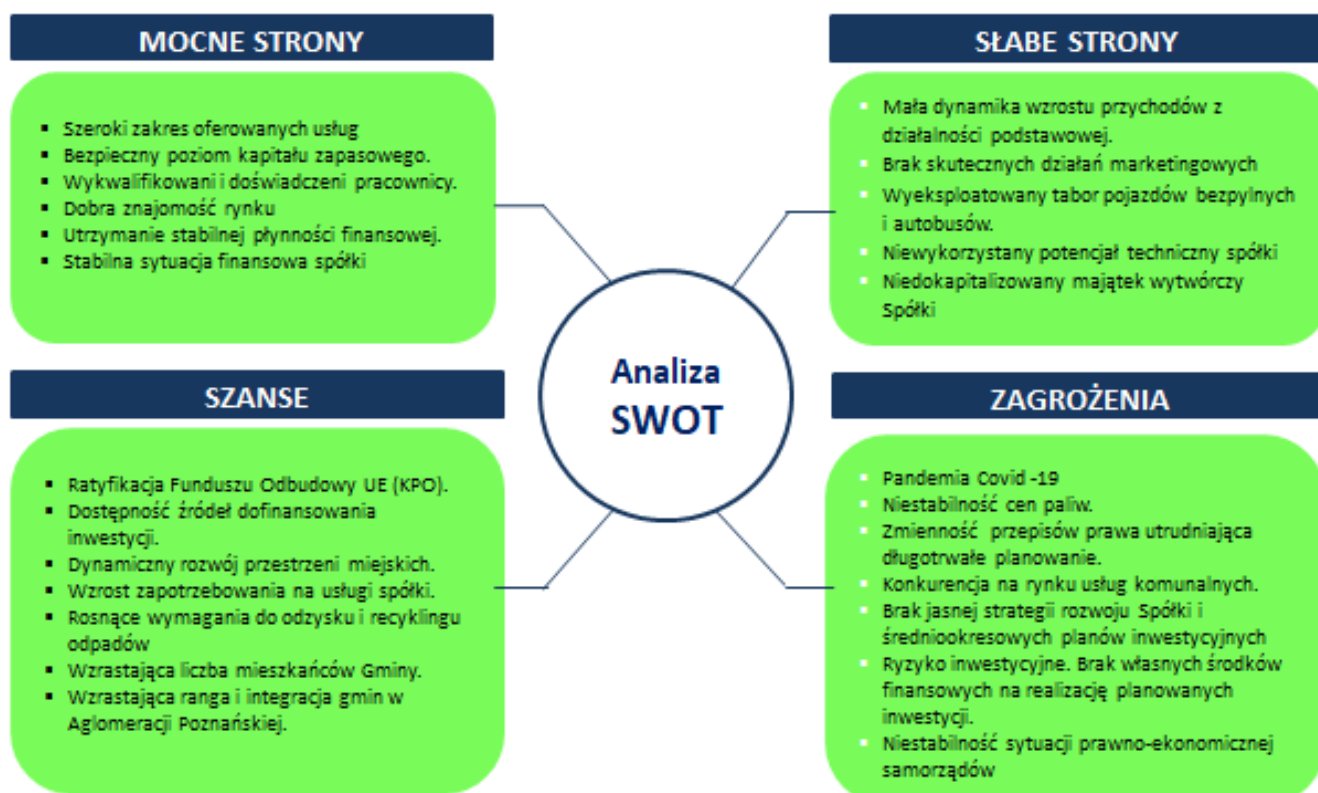 MOCNE STRONY
▪ Szeroki zakres oferowanych usług
▪ Bezpieczny poziom kapitału zapasowego.
▪ Wykwalifikowani i doświadczeni pracownicy.
▪ Dobra znajomość rynku
▪ Utrzymanie stabilnej płynności finansowej.
▪ Stabilna sytuacja finansowa spółki
SŁABE STRONY
▪ Mała dynamika wzrostu przychodów z
działalności podstawowej.
▪ Brak skutecznych działań marketingowych
▪ Wyeksploatowany tabor pojazdów bezpylnych
i autobusów.
▪ Niewykorzystany potencjał techniczny spółki
▪ Niedokapitalizowany majątek wytwórczy
Spółki
Analiza
SWOT
SZANSE
▪ Ratyfikacja Funduszu Odbudowy UE (KPO).
▪ Dostępność źródeł dofinansowania
inwestycji.
▪ Dynamiczny rozwój przestrzeni miejskich.
▪ Wzrost zapotrzebowania na usługi spółki.
▪ Rosnące wymagania do odzysku i recyklingu
odpadów
▪ Wzrastająca liczba mieszkańców Gminy.
▪ Wzrastająca ranga i integracja gmin w
Aglomeracji Poznańskiej.
ZAGROŻENIA
▪ Pandemia Covid -19
▪ Niestabilność cen paliw.
▪ Zmienność przepisów prawa utrudniająca
długotrwałe planowanie.
▪ Konkurencja na rynku usług komunalnych.
▪ Brak jasnej strategii rozwoju Spółki i
średniookresowych planów inwestycyjnych
▪ Ryzyko inwestycyjne. Brak własnych środków
finansowych na realizację planowanych
inwestycji.
▪ Niestabilność sytuacji prawno-ekonomicznej
samorządów